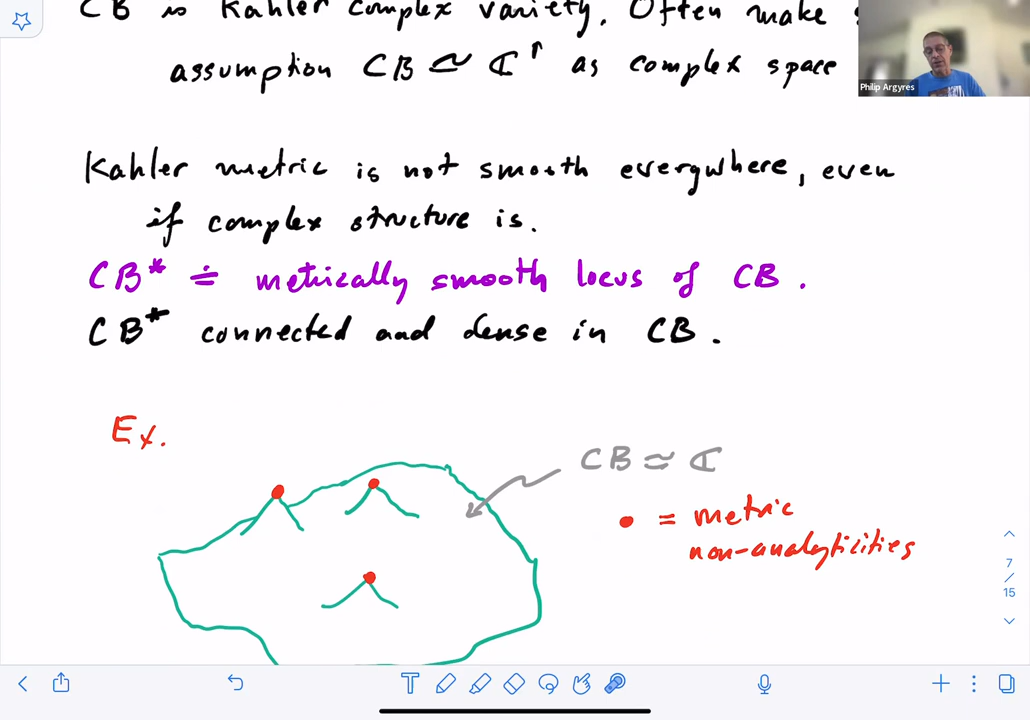 CB is Kahler complex variety. Often make
assumption CB ≃ ℂʳ as complex space
Philip Argyres
Kahler metric is not smooth everywhere, even
if complex structure is.
CB* ≐ metrically smooth locus of CB.
CB* connected and dense in CB.
Ex.
CB ≃ ℂ
• = metric
non-analyticities
7
/
15
T